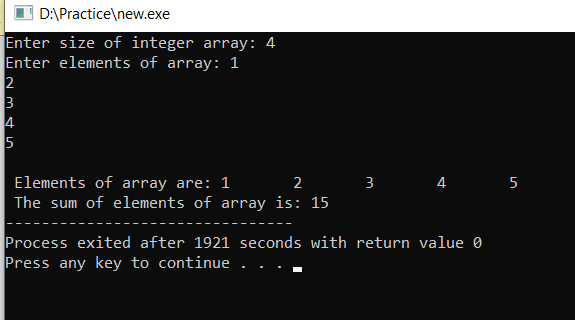 D:\Practice\new.exe
Enter size of integer array: 4
Enter elements of array: 1
2
3
4
5
Elements of array are: 1 2 3 4 5
The sum of elements of array is: 15
--------------------------------
Process exited after 1921 seconds with return value 0
Press any key to continue . . .